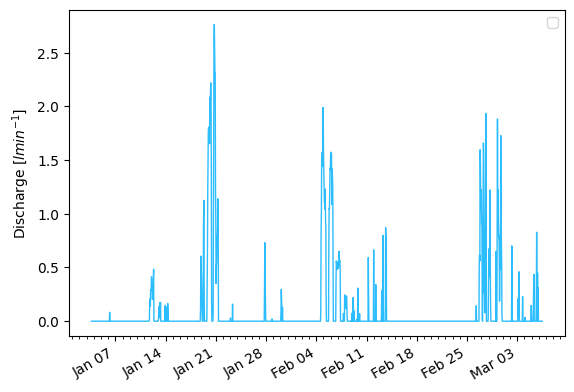 Discharge [lmin⁻¹]
2.5
2.0
1.5
1.0
0.5
0.0
Jan 07
Jan 14
Jan 21
Jan 28
Feb 04
Feb 11
Feb 18
Feb 25
Mar 03